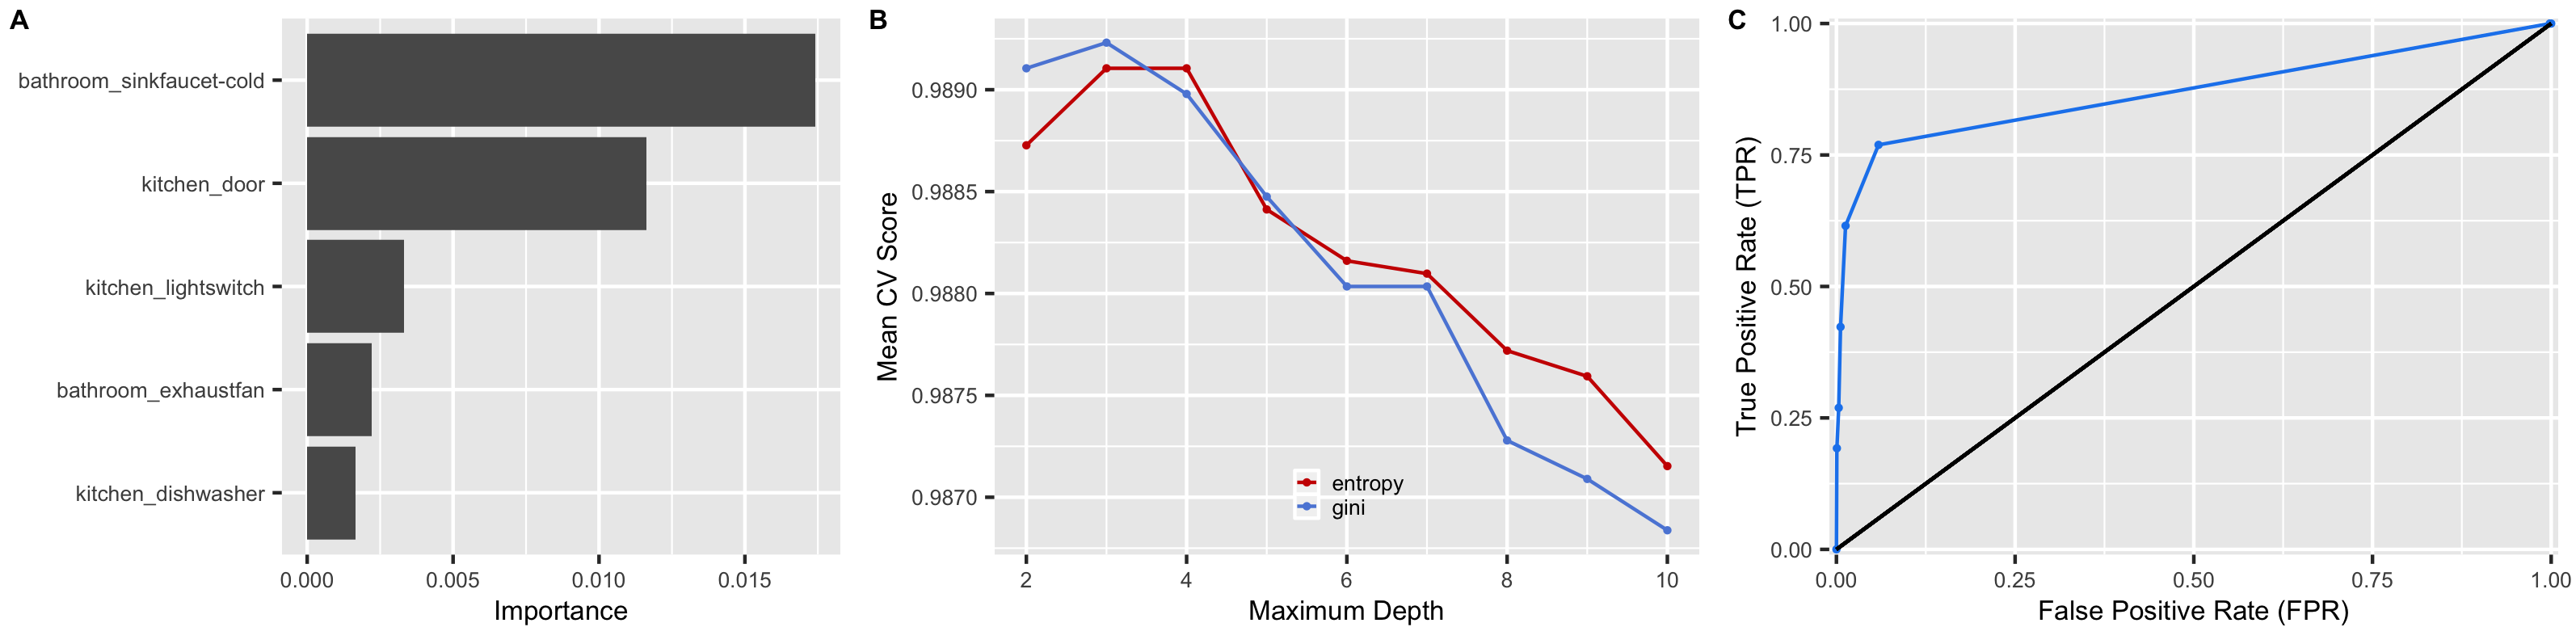 A
bathroom_sinkfaucet-cold
kitchen_door
kitchen_lightswitch
bathroom_exhaustfan
kitchen_dishwasher
0.000 0.005 0.010 0.015
Importance
B
Mean CV Score
0.9890
0.9885
0.9880
0.9875
0.9870
entropy
gini
2 4 6 8 10
Maximum Depth
C
True Positive Rate (TPR)
1.00
0.75
0.50
0.25
0.00
0.00 0.25 0.50 0.75 1.00
False Positive Rate (FPR)